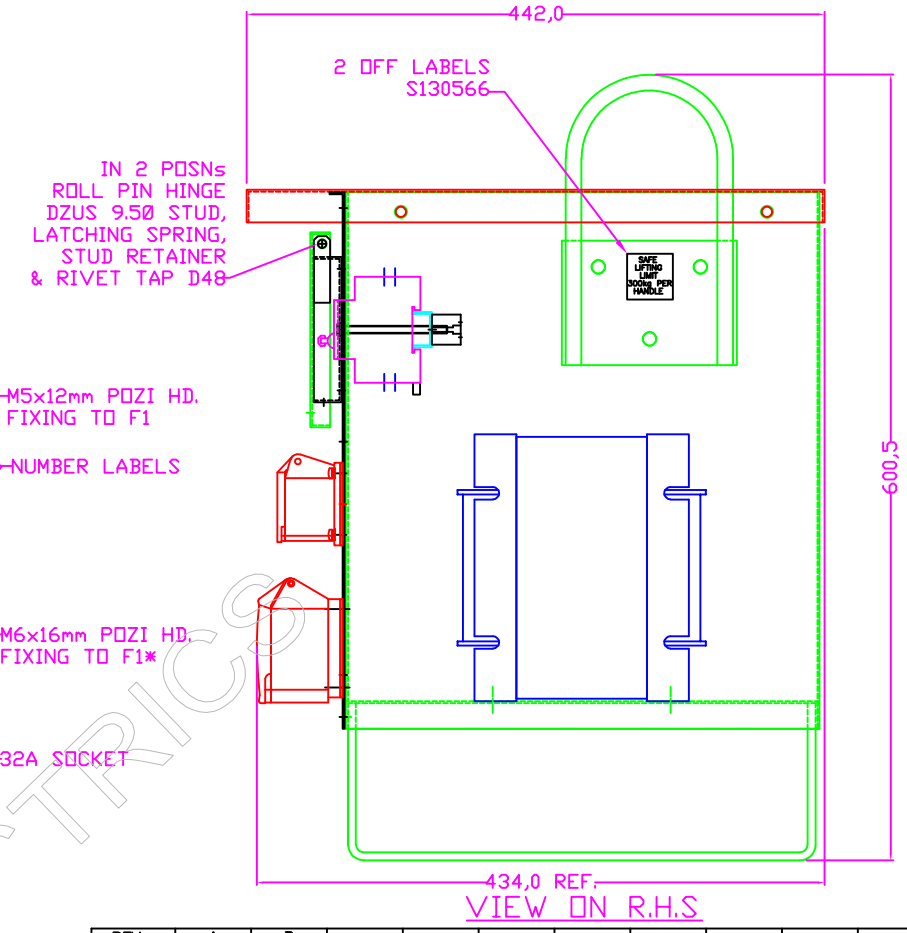 442,0
2 OFF LABELS
S130566
IN 2 POSNs
ROLL PIN HINGE
DZUS 9.50 STUD,
LATCHING SPRING,
STUD RETAINER
& RIVET TAP D48
SAFE
LIFTING
LIMIT
300kg PER
HANDLE
M5x12mm POZI HD.
FIXING TO F1
NUMBER LABELS
600,5
M6x16mm POZI HD.
FIXING TO F1*
32A SOCKET
CTRICS
434,0 REF.
VIEW ON R.H.S